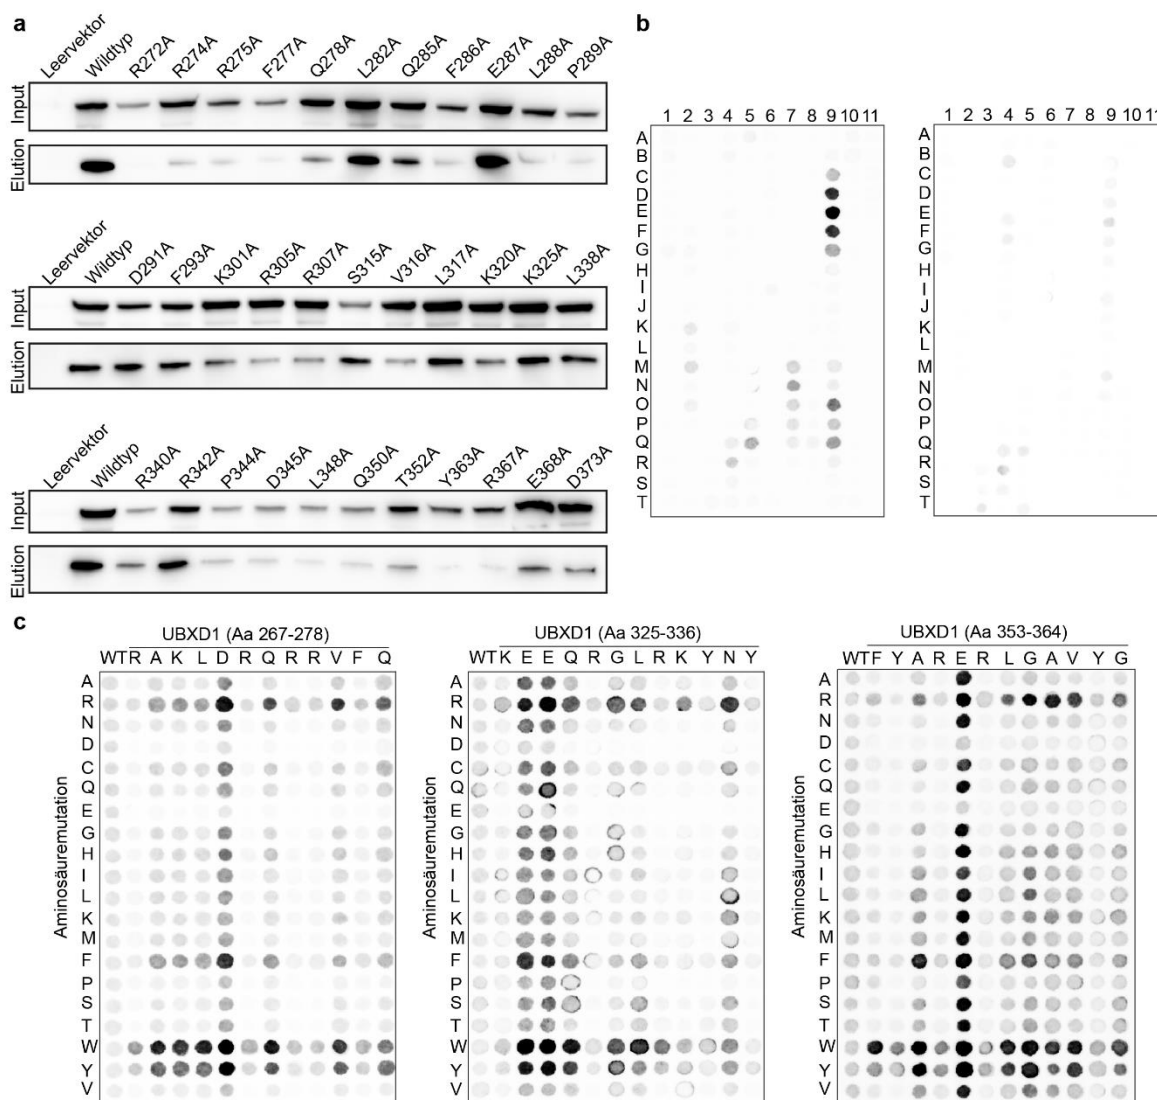 a
Leervektor Wildtyp R272A R274A R275A F277A Q278A L282A Q285A F286A E287A L288A P289A
Input
Elution
Leervektor Wildtyp D291A F293A K301A R305A R307A S315A V316A L317A K320A K325A L338A
Input
Elution
Leervektor Wildtyp R340A R342A P344A D345A L348A Q350A T352A Y363A R367A E368A D373A
Input
Elution
b
1 2 3 4 5 6 7 8 9 10 11
A
B
C
D
E
F
G
H
I
J
K
L
M
N
O
P
Q
R
S
T
1 2 3 4 5 6 7 8 9 10 11
A
B
C
D
E
F
G
H
I
J
K
L
M
N
O
P
Q
R
S
T
c
UBXD1 (Aa 267-278)
WT R A K L D R Q R R V F Q
Aminosäuremutation
A
R
N
D
C
Q
E
G
H
I
L
K
M
F
P
S
T
W
Y
V
UBXD1 (Aa 325-336)
WT K E E Q R G L R K Y N Y
Aminosäuremutation
A
R
N
D
C
Q
E
G
H
I
L
K
M
F
P
S
T
W
Y
V
UBXD1 (Aa 353-364)
WT F Y A R E R L G A V Y G
Aminosäuremutation
A
R
N
D
C
Q
E
G
H
I
L
K
M
F
P
S
T
W
Y
V